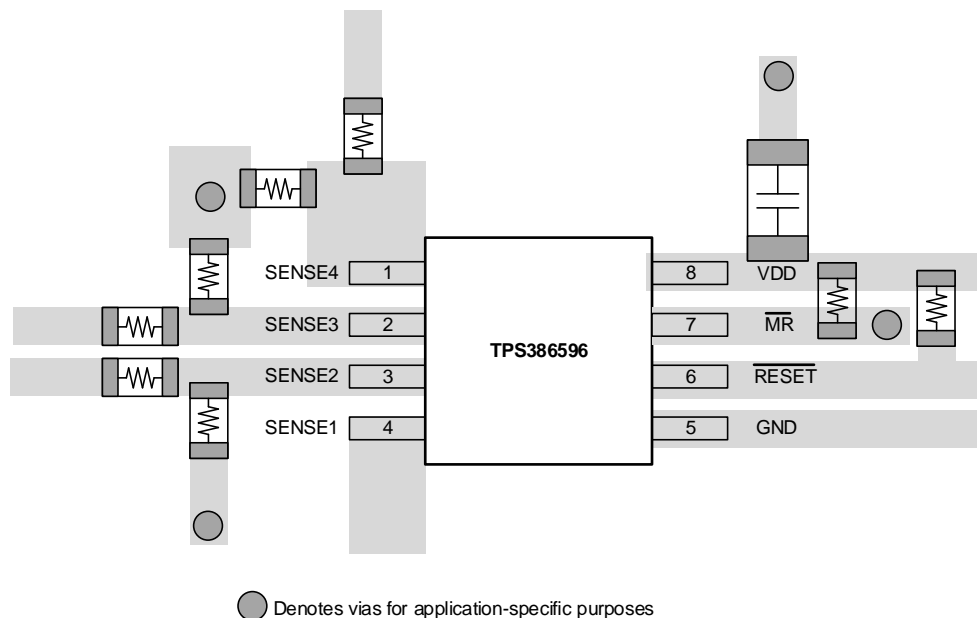 SENSE4 1
8 VDD
SENSE3 2
7 MR
TPS386596
SENSE2 3
6 RESET
SENSE1 4
5 GND
Denotes vias for application-specific purposes